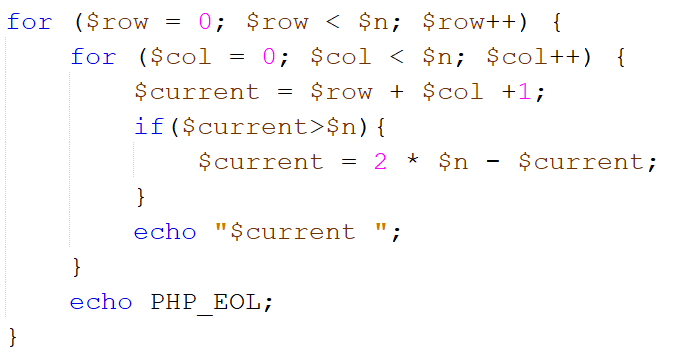 for ($row = 0; $row < $n; $row++) {
    for ($col = 0; $col < $n; $col++) {
        $current = $row + $col +1;
        if($current>$n){
            $current = 2 * $n - $current;
        }
        echo "$current ";
    }
    echo PHP_EOL;
}